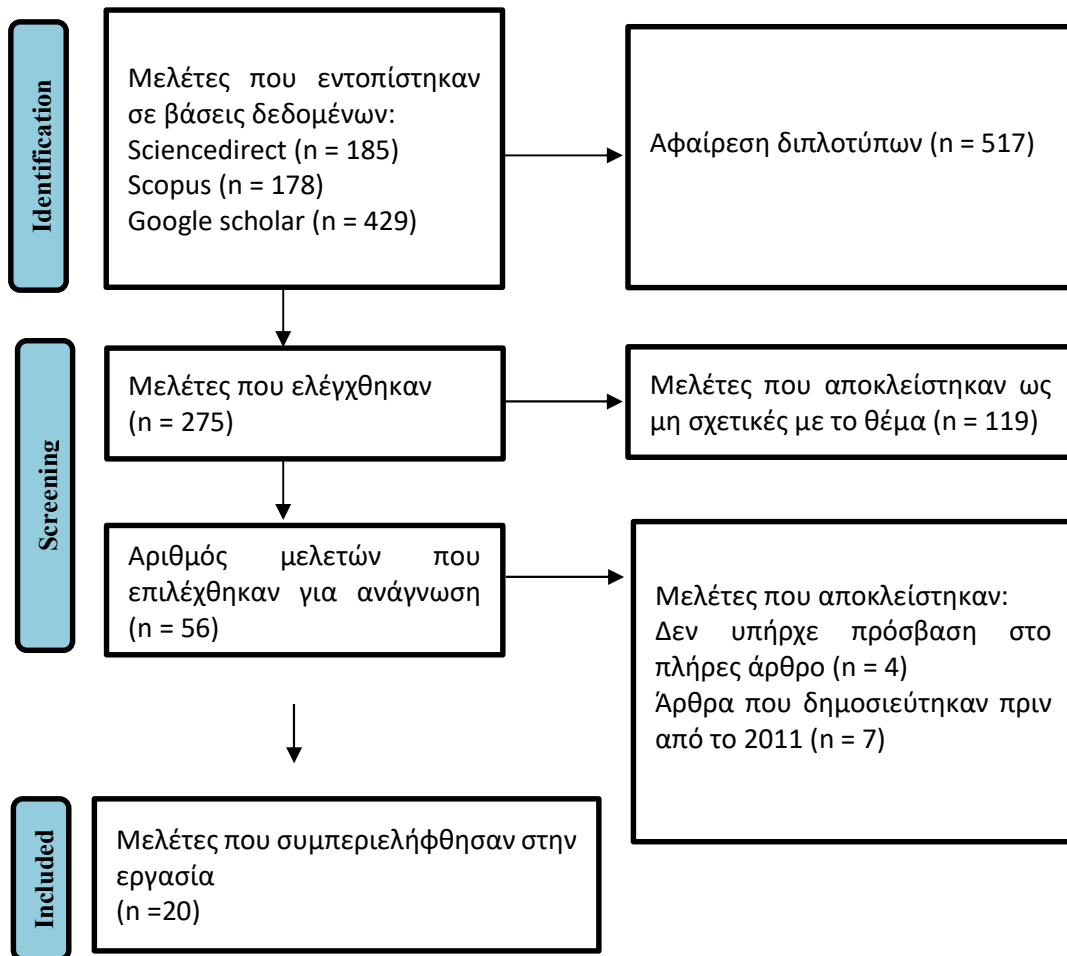 Identification
Μελέτες που εντοπίστηκαν
σε βάσεις δεδομένων:
Sciencedirect (n = 185)
Scopus (n = 178)
Google scholar (n = 429)
Αφαίρεση διπλοτύπων (n = 517)
Screening
Μελέτες που ελέγχθηκαν
(n = 275)
Μελέτες που αποκλείστηκαν ως
μη σχετικές με το θέμα (n = 119)
Αριθμός μελετών που
επιλέχθηκαν για ανάγνωση
(n = 56)
Μελέτες που αποκλείστηκαν:
Δεν υπήρχε πρόσβαση στο
πλήρες άρθρο (n = 4)
Άρθρα που δημοσιεύτηκαν πριν
από το 2011 (n = 7)
Included
Μελέτες που συμπεριελήφθησαν στην
εργασία
(n =20)